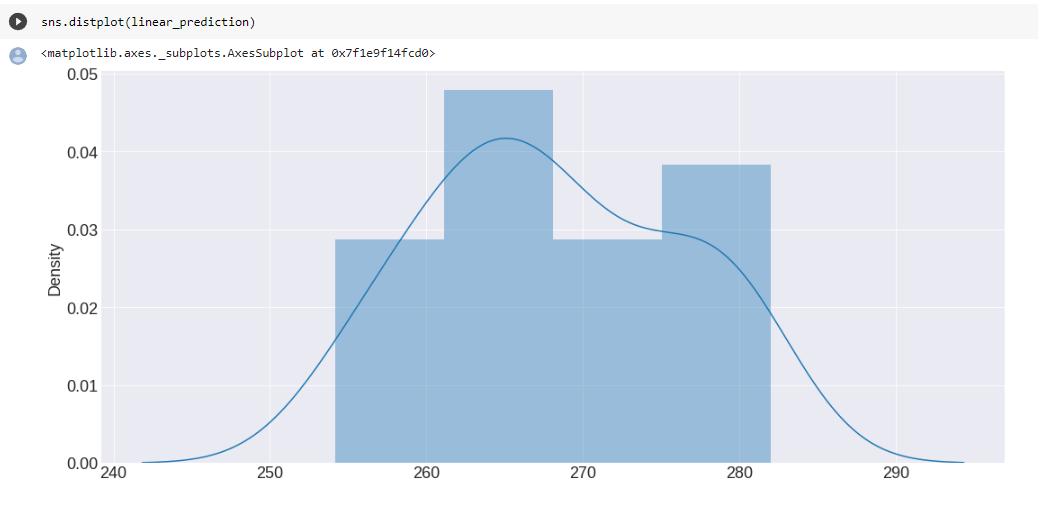 sns.distplot(linear_prediction)
<matplotlib.axes._subplots.AxesSubplot at 0x7f1e9f14fcd0>
0.05
0.04
0.03
0.02
0.01
0.00
Density
240 250 260 270 280 290